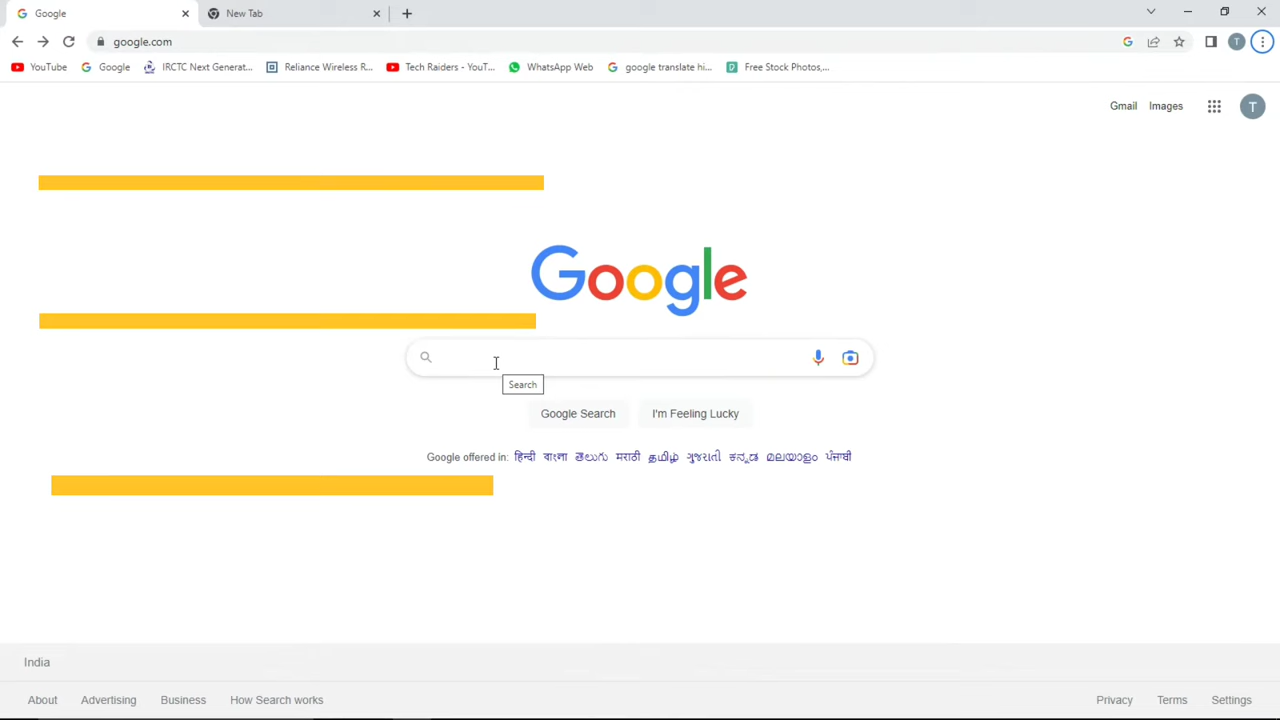 Google
New Tab
google.com
YouTube Google IRCTC Next Generat... Reliance Wireless R... Tech Raiders - YouT... WhatsApp Web google translate hi... Free Stock Photos,...
T
Gmail Images T
Google
Search
Google Search I'm Feeling Lucky
Google offered in: हिन्दी বাংলা తెలుగు मराठी தமிழ் ગુજરાતી ಕನ್ನಡ മലയാളം ਪੰਜਾਬੀ
India
About Advertising Business How Search works Privacy Terms Settings